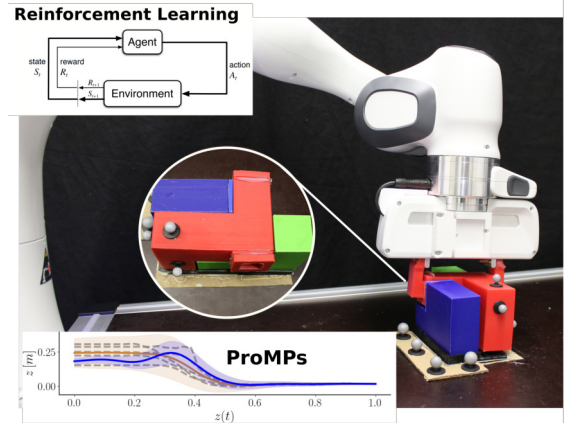 Reinforcement Learning
Agent
state
S_t
reward
R_t
action
A_t
R_{t+1}
S_{t+1}
Environment
ProMPs
z [m]
0.25
0.00
0.0
0.2
0.4
0.6
0.8
1.0
z(t)